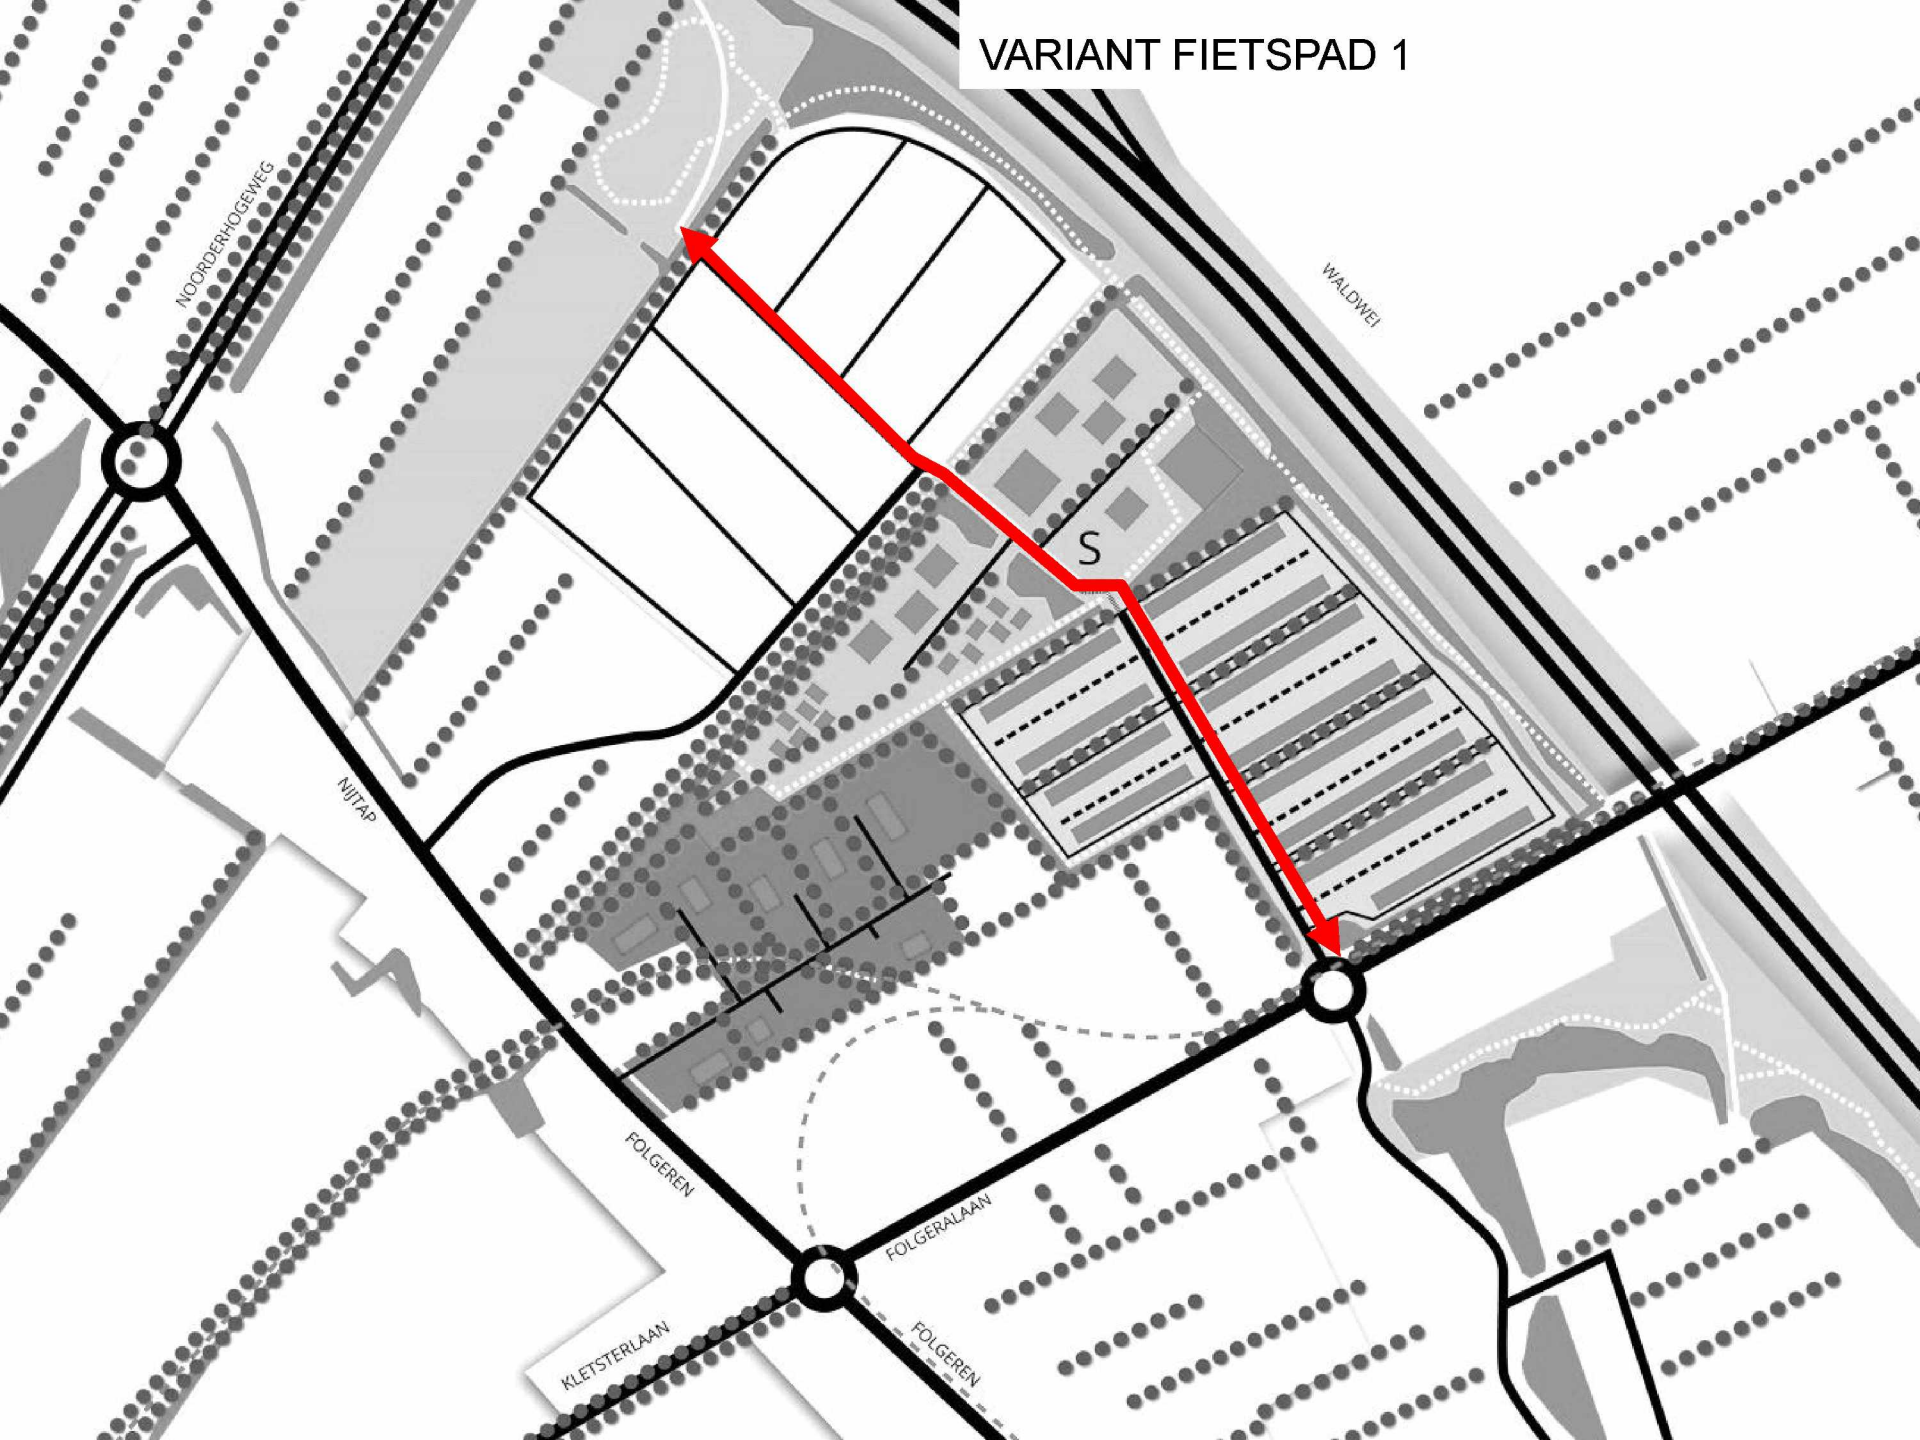 VARIANT FIETSPAD 1
NOORDERHOGEWEG
WALDWEI
S
NIJTAP
FOLGEREN
FOLGERALAAN
KLETSTERLAAN
FOLGEREN